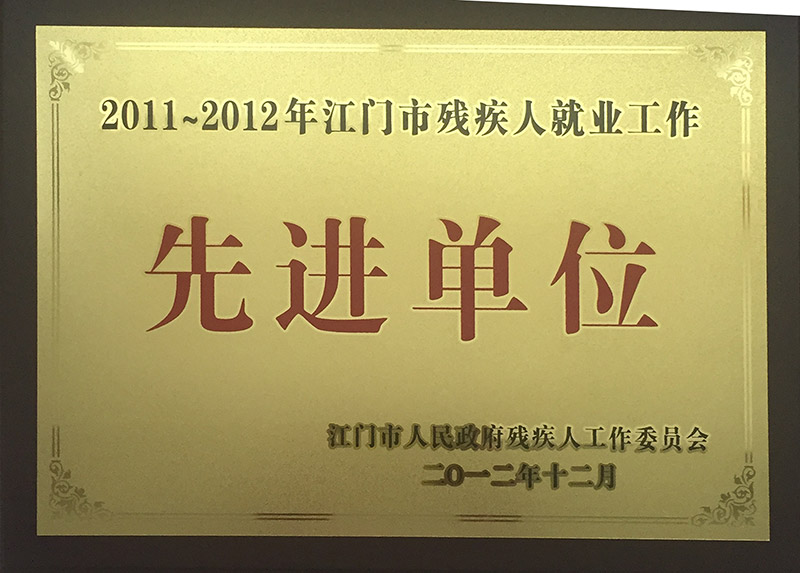 2011~2012年江门市残疾人就业工作
先进单位
江门市人民政府残疾人工作委员会
二〇一二年十二月